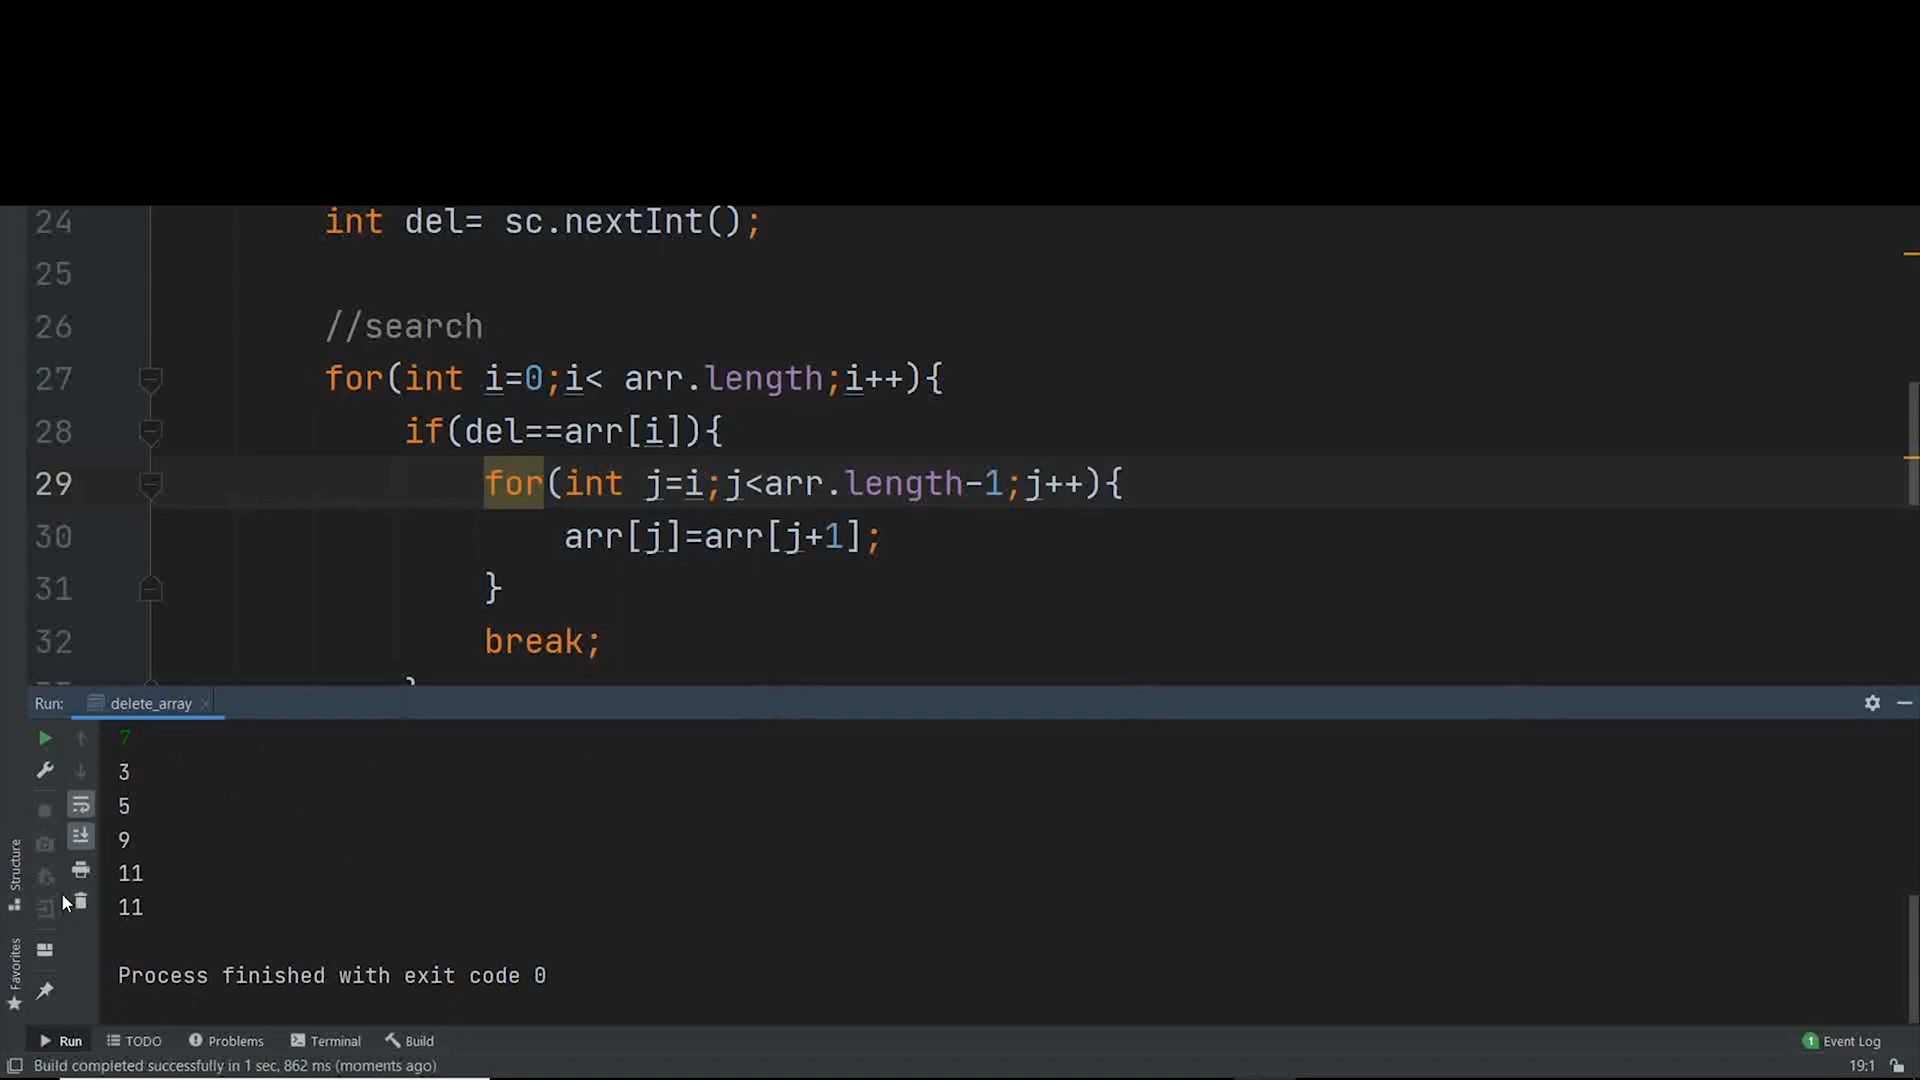 24 int del= sc.nextInt();
25
26 //search
27 for(int i=0;i< arr.length;i++){
28 if(del==arr[i]){
29 for(int j=i;j<arr.length-1;j++){
30 arr[j]=arr[j+1];
31 }
32 break;
Run: delete_array
7
3
5
9
11
11
Process finished with exit code 0
Structure
Favorites
Run TODO Problems Terminal Build 1 Event Log
Build completed successfully in 1 sec, 862 ms (moments ago) 19:1